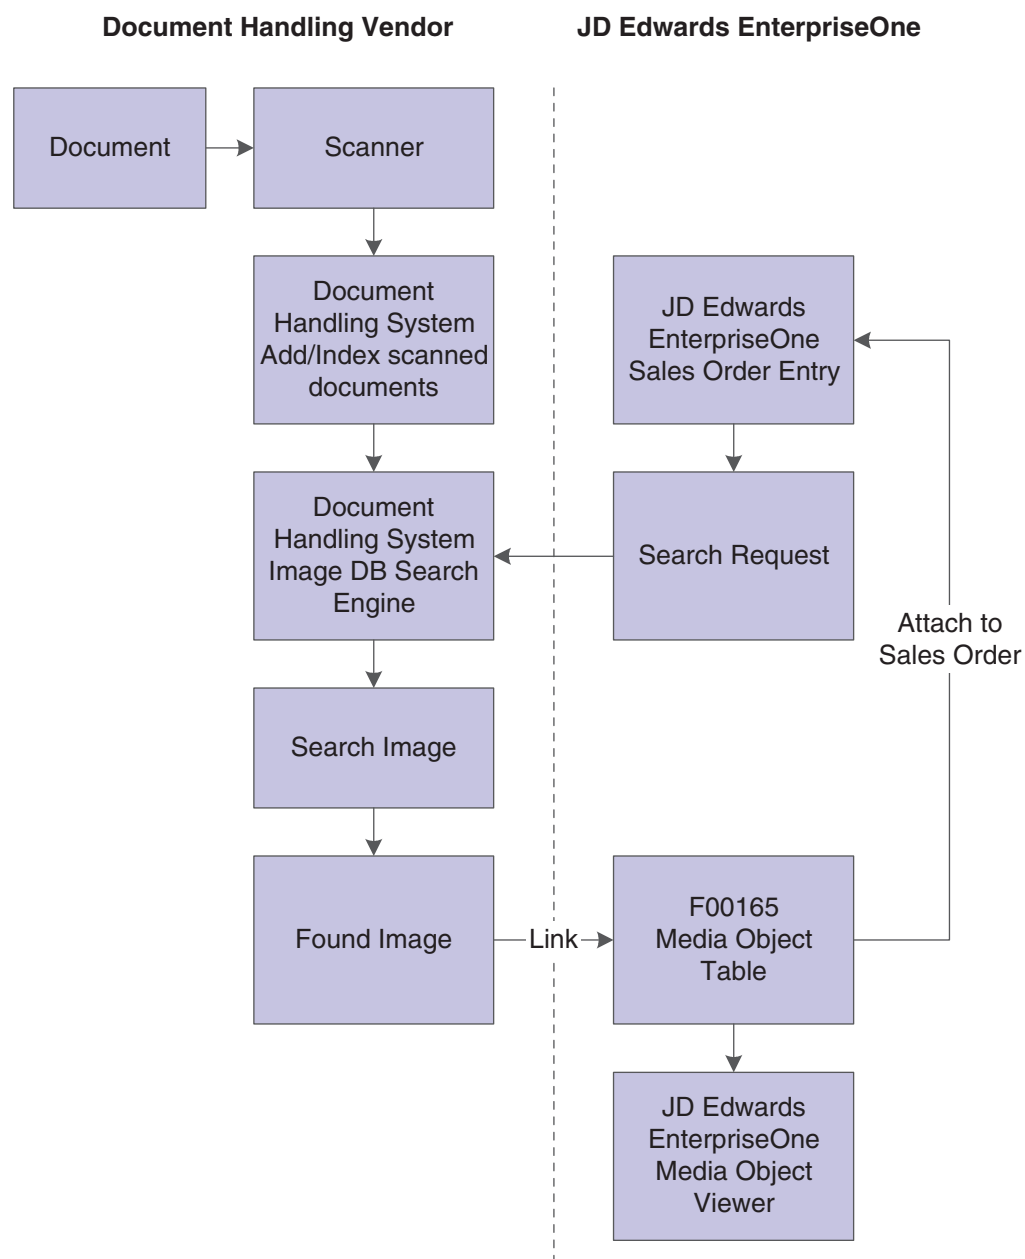 Document Handling Vendor
JD Edwards EnterpriseOne
Document
Scanner
Document
Handling System
Add/Index scanned
documents
JD Edwards
EnterpriseOne
Sales Order Entry
Document
Handling System
Image DB Search
Engine
Search Request
Attach to
Sales Order
Search Image
Found Image
Link
F00165
Media Object
Table
JD Edwards
EnterpriseOne
Media Object
Viewer